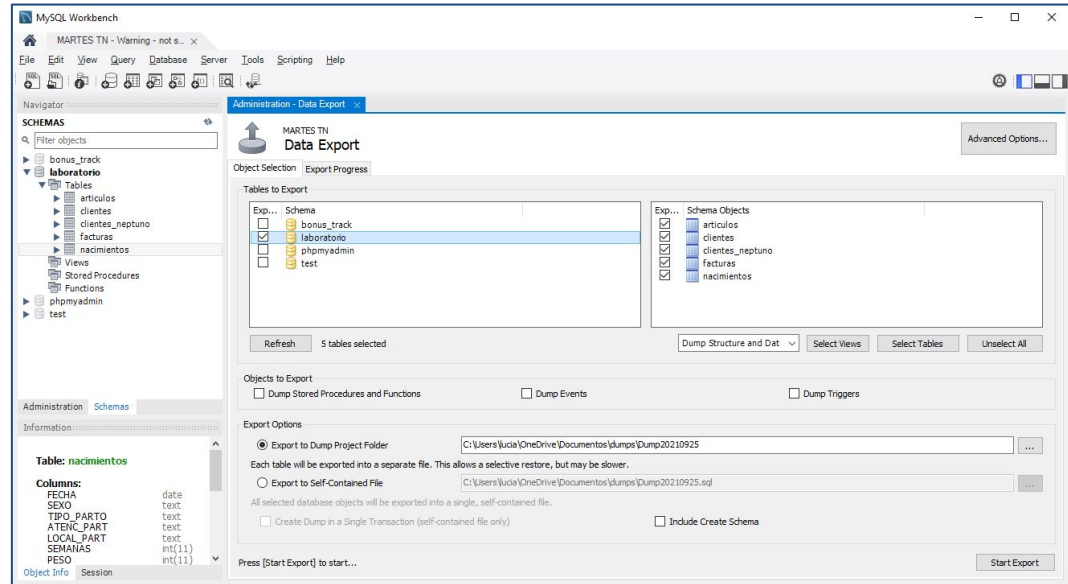 MySQL Workbench
MARTES TN - Warning - not s...
File Edit View Query Database Server Tools Scripting Help
Navigator
SCHEMAS
Filter objects
bonus_track
laboratorio
Tables
articulos
clientes
clientes_neptuno
facturas
nacimientos
Views
Stored Procedures
Functions
phpmyadmin
test
Administration Schemas
Information
Table: nacimientos
Columns:
FECHA date
SEXO text
TIPO_PARTO text
ATENC_PART text
LOCAL_PART text
SEMANAS int(11)
PESO int(11)
Object Info Session
Administration - Data Export
MARTES TN
Data Export
Advanced Options...
Object Selection Export Progress
Tables to Export
Exp... Schema
bonus_track
laboratorio
phpmyadmin
test
Exp... Schema Objects
articulos
clientes
clientes_neptuno
facturas
nacimientos
Refresh 5 tables selected Dump Structure and Dat Select Views Select Tables Unselect All
Objects to Export
Dump Stored Procedures and Functions Dump Events Dump Triggers
Export Options
Export to Dump Project Folder C:\Users\lucia\OneDrive\Documentos\dumps\Dump20210925 ...
Each table will be exported into a separate file. This allows a selective restore, but may be slower.
Export to Self-Contained File C:\Users\lucia\OneDrive\Documentos\dumps\Dump20210925.sql ...
All selected database objects will be exported into a single, self-contained file.
Create Dump in a Single Transaction (self-contained file only) Include Create Schema
Press [Start Export] to start... Start Export